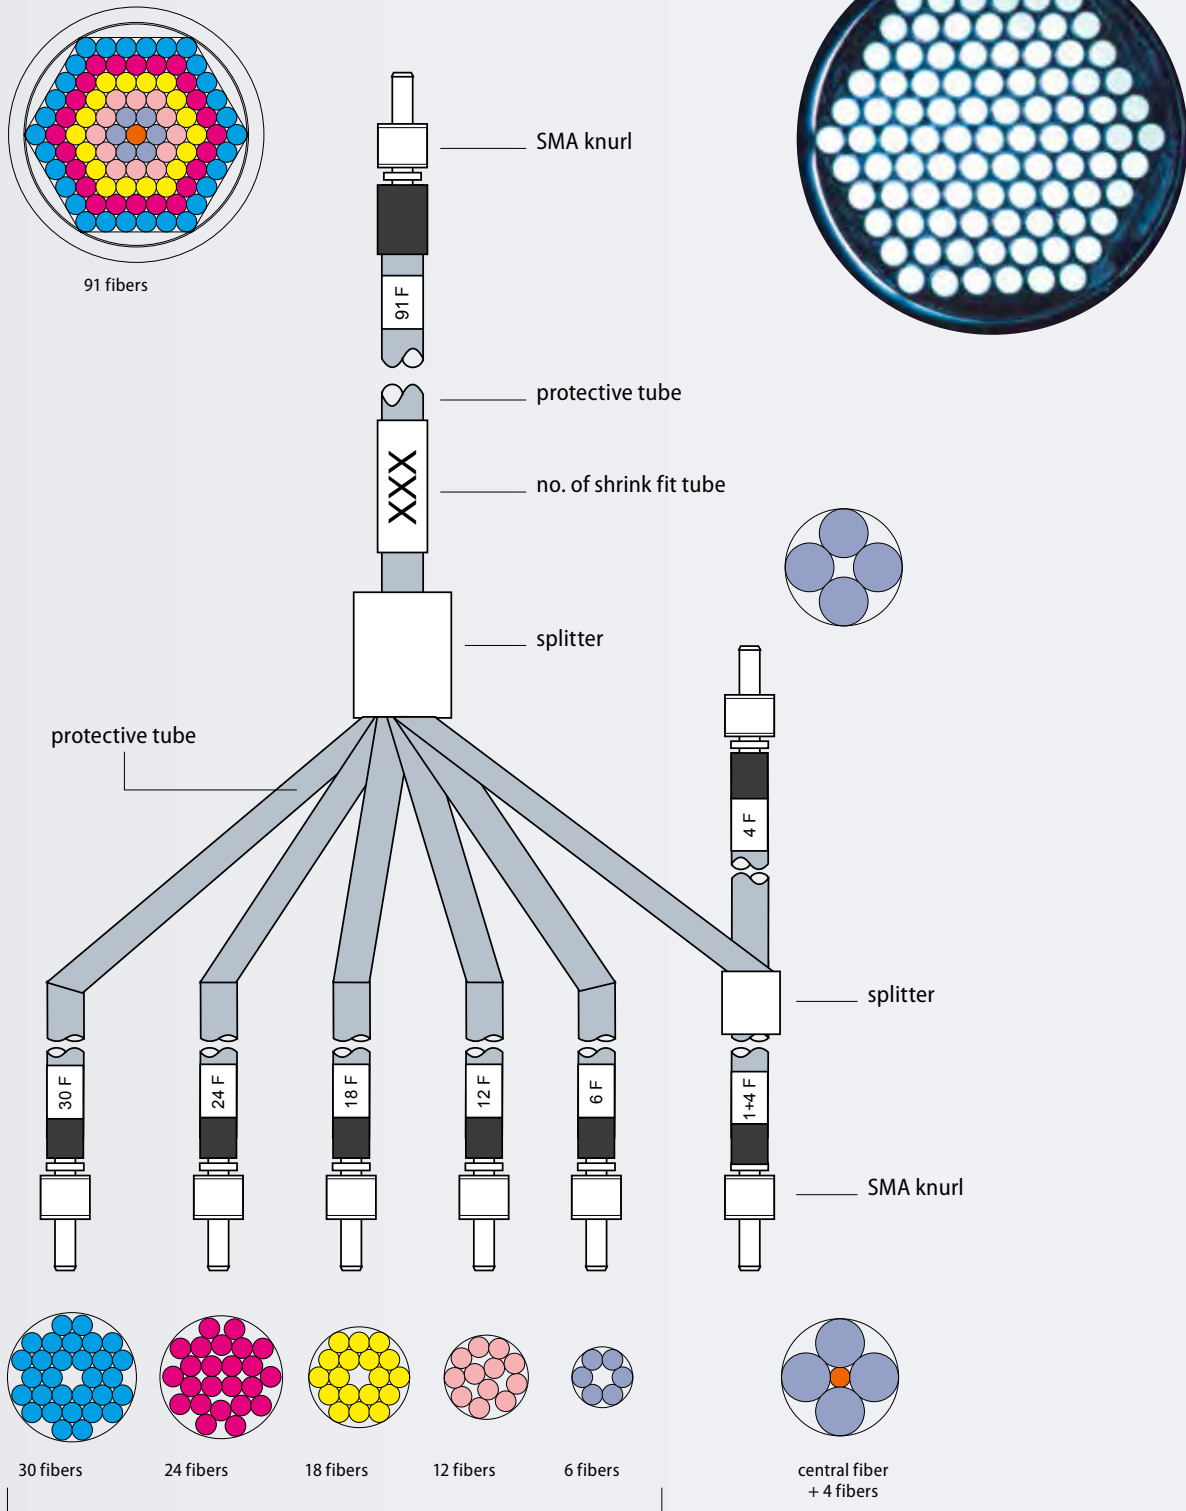 91 fibers
SMA knurl
91 F
protective tube
XXX
no. of shrink fit tube
splitter
protective tube
4 F
splitter
30 F
24 F
18 F
12 F
6 F
1+4 F
SMA knurl
30 fibers
24 fibers
18 fibers
12 fibers
6 fibers
central fiber
+ 4 fibers